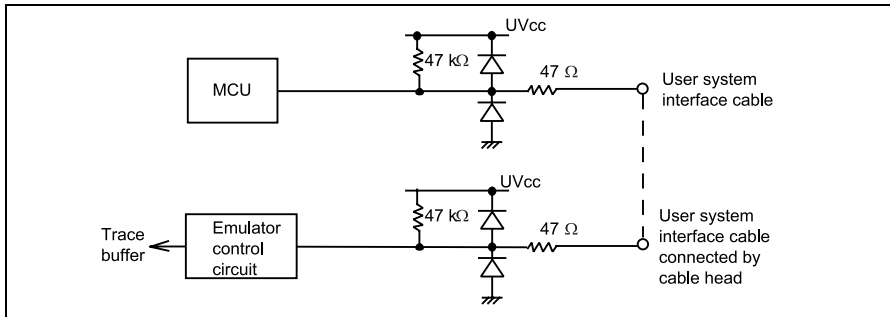 UVcc
47 kΩ
47 Ω
MCU
User system
interface cable
UVcc
47 kΩ
47 Ω
Trace
buffer
Emulator
control
circuit
User system
interface cable
connected by
cable head